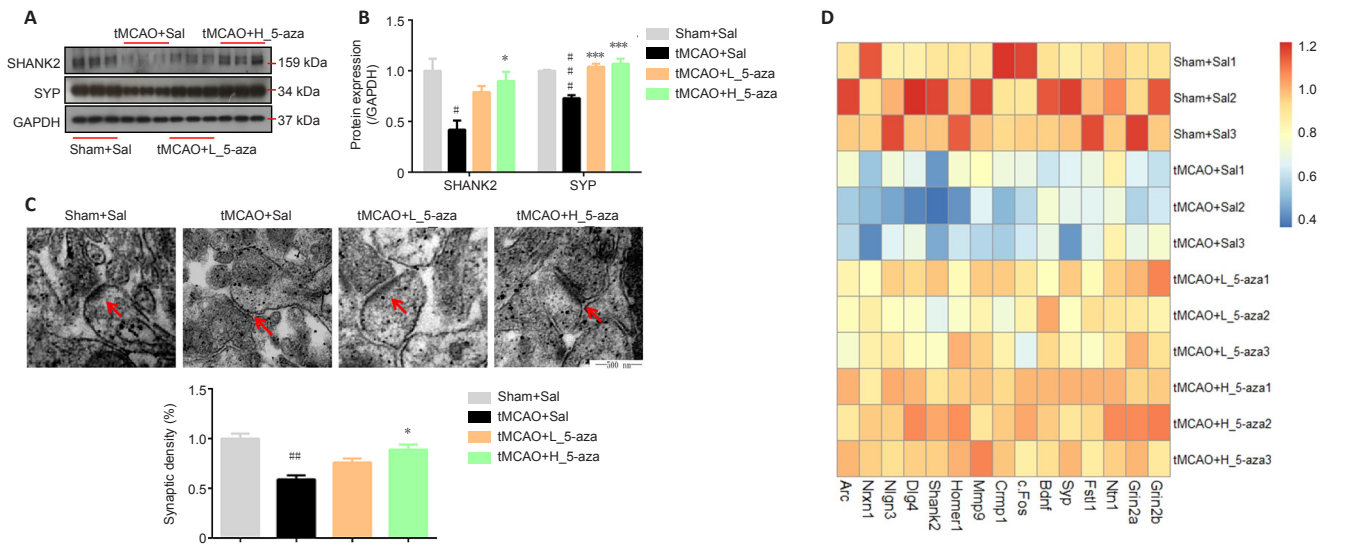 A
tMCAO+Sal
tMCAO+H_5-aza
SHANK2
159 kDa
SYP
34 kDa
GAPDH
37 kDa
Sham+Sal
tMCAO+L_5-aza
B
Protein expression
(/GAPDH)
1.5
1.0
0.5
0
#
*
#
#
#
***
***
SHANK2
SYP
Sham+Sal
tMCAO+Sal
tMCAO+L_5-aza
tMCAO+H_5-aza
C
Sham+Sal
tMCAO+Sal
tMCAO+L_5-aza
tMCAO+H_5-aza
500 nm
Synaptic density (%)
1.5
1.0
0.5
0
##
*
Sham+Sal
tMCAO+Sal
tMCAO+L_5-aza
tMCAO+H_5-aza
D
Sham+Sal1
Sham+Sal2
Sham+Sal3
tMCAO+Sal1
tMCAO+Sal2
tMCAO+Sal3
tMCAO+L_5-aza1
tMCAO+L_5-aza2
tMCAO+L_5-aza3
tMCAO+H_5-aza1
tMCAO+H_5-aza2
tMCAO+H_5-aza3
Arc
Nrxn1
Nlgn3
Dlg4
Shank2
Homer1
Mmp9
Crmp1
c.Fos
Bdnf
Syp
Fstl1
Ntn1
Grin2a
Grin2b
1.2
1.0
0.8
0.6
0.4